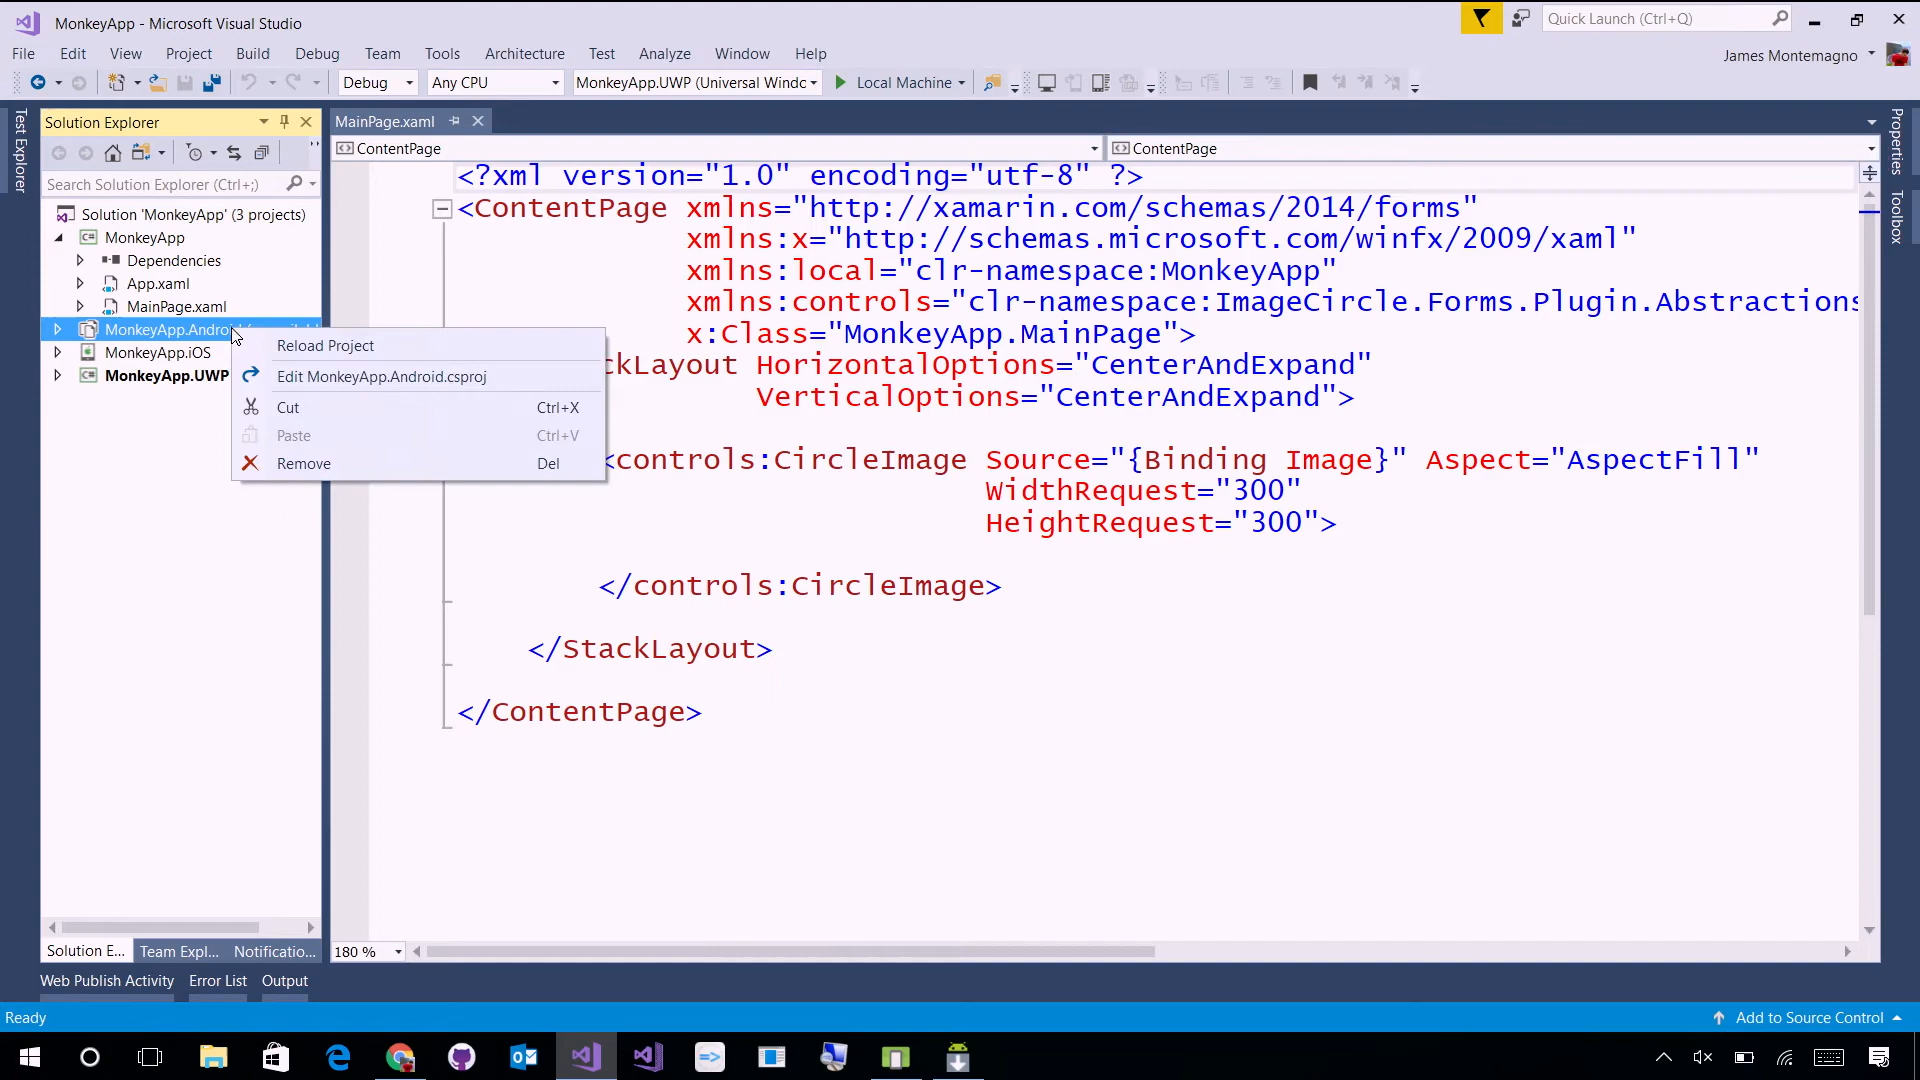 MonkeyApp - Microsoft Visual Studio
Quick Launch (Ctrl+Q)
File Edit View Project Build Debug Team Tools Architecture Test Analyze Window Help
James Montemagno
Debug Any CPU MonkeyApp.UWP (Universal Windc Local Machine
Test Explorer
Solution Explorer
Search Solution Explorer (Ctrl+;)
Solution 'MonkeyApp' (3 projects)
MonkeyApp
Dependencies
App.xaml
MainPage.xaml
MonkeyApp.Andro
MonkeyApp.iOS
MonkeyApp.UWP
Reload Project
Edit MonkeyApp.Android.csproj
Cut Ctrl+X
Paste Ctrl+V
Remove Del
MainPage.xaml
ContentPage ContentPage
<?xml version="1.0" encoding="utf-8" ?>
<ContentPage xmlns="http://xamarin.com/schemas/2014/forms"
xmlns:x="http://schemas.microsoft.com/winfx/2009/xaml"
xmlns:local="clr-namespace:MonkeyApp"
xmlns:controls="clr-namespace:ImageCircle.Forms.Plugin.Abstractions
x:Class="MonkeyApp.MainPage">
ckLayout HorizontalOptions="CenterAndExpand"
VerticalOptions="CenterAndExpand">
<controls:CircleImage Source="{Binding Image}" Aspect="AspectFill"
WidthRequest="300"
HeightRequest="300">
</controls:CircleImage>
</StackLayout>
</ContentPage>
Properties
Toolbox
180 %
Solution E... Team Expl... Notificatio...
Web Publish Activity Error List Output
Ready
Add to Source Control